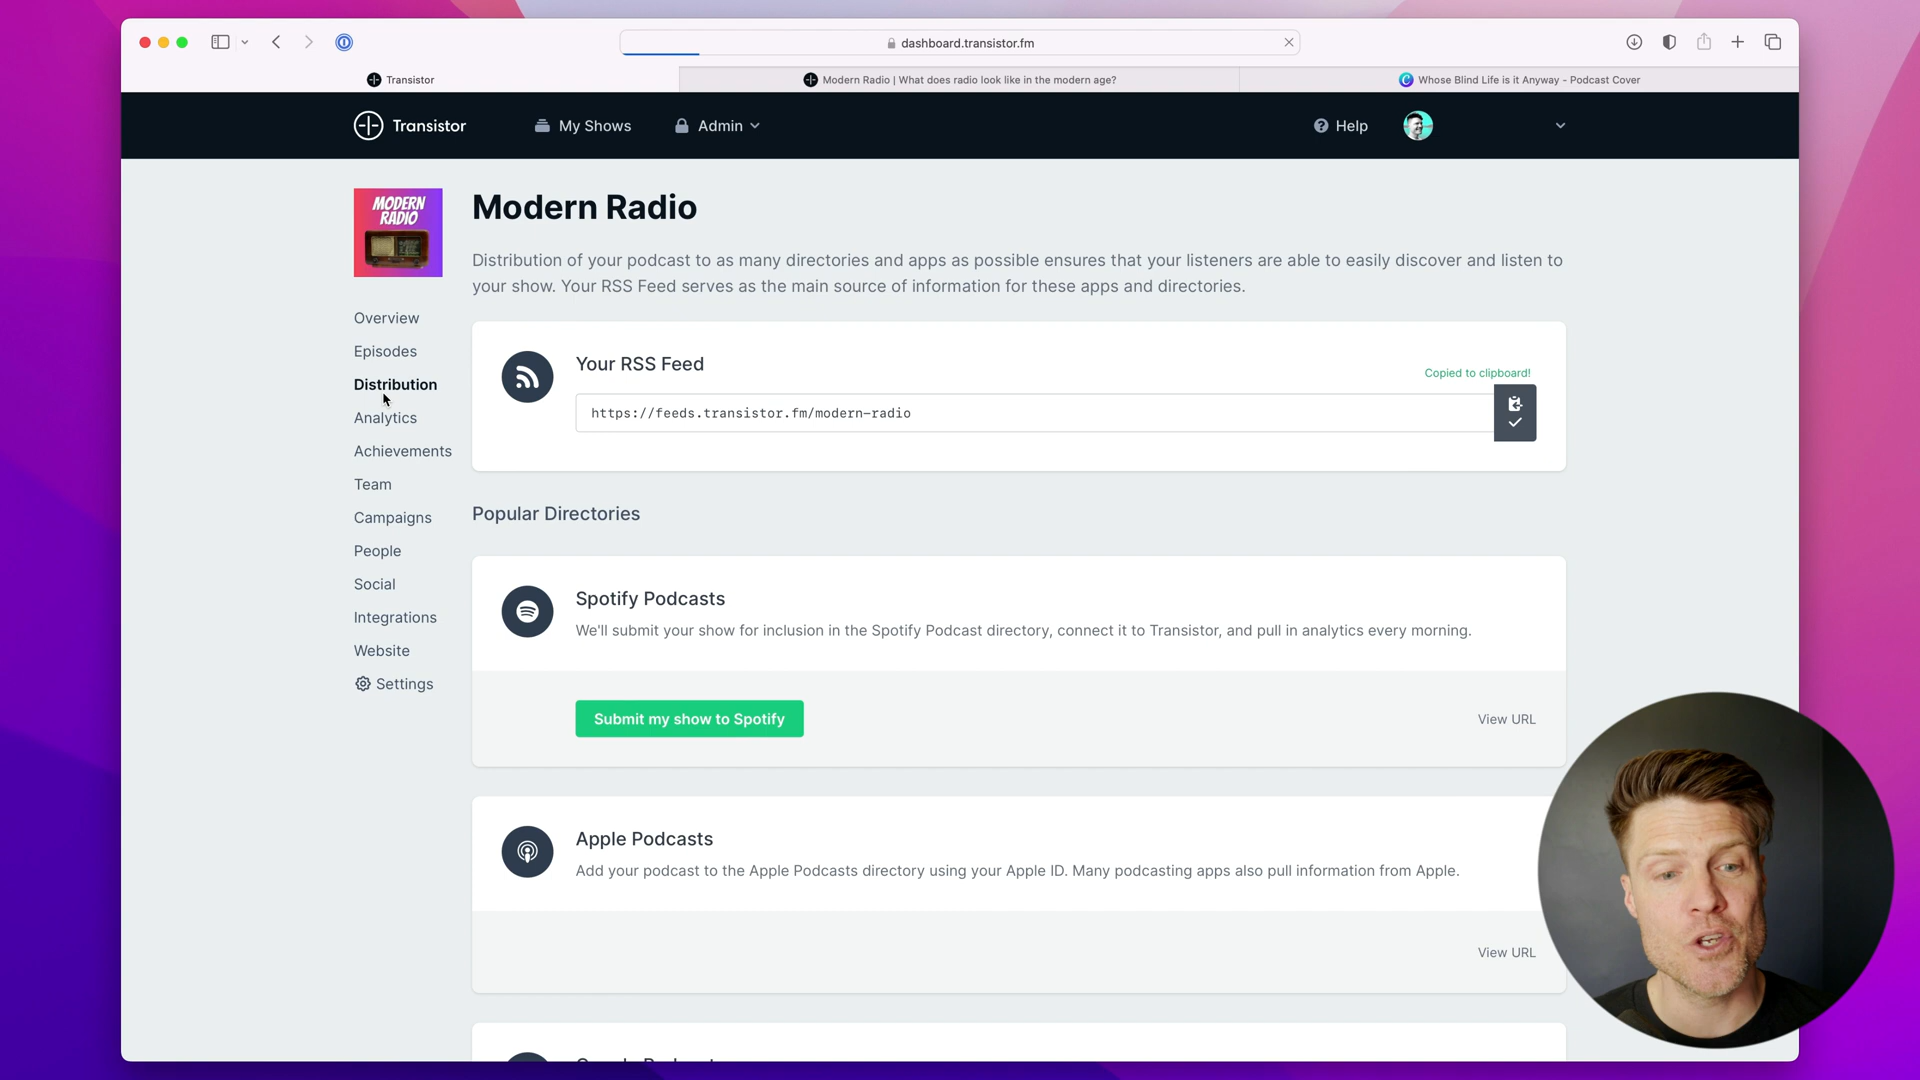 dashboard.transistor.fm
Transistor
Modern Radio | What does radio look like in the modern age?
Whose Blind Life is it Anyway - Podcast Cover
Transistor
My Shows
Admin
Help
MODERN
RADIO
Modern Radio
Distribution of your podcast to as many directories and apps as possible ensures that your listeners are able to easily discover and listen to
your show. Your RSS Feed serves as the main source of information for these apps and directories.
Overview
Episodes
Distribution
Analytics
Achievements
Team
Campaigns
People
Social
Integrations
Website
Settings
Your RSS Feed
Copied to clipboard!
https://feeds.transistor.fm/modern-radio
Popular Directories
Spotify Podcasts
We'll submit your show for inclusion in the Spotify Podcast directory, connect it to Transistor, and pull in analytics every morning.
Submit my show to Spotify
View URL
Apple Podcasts
Add your podcast to the Apple Podcasts directory using your Apple ID. Many podcasting apps also pull information from Apple.
View URL